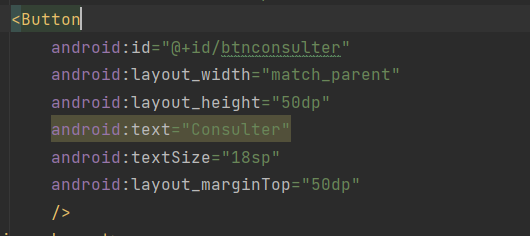 <Button
android:id="@+id/btnconsulter"
android:layout_width="match_parent"
android:layout_height="50dp"
android:text="Consulter"
android:textSize="18sp"
android:layout_marginTop="50dp"
/>